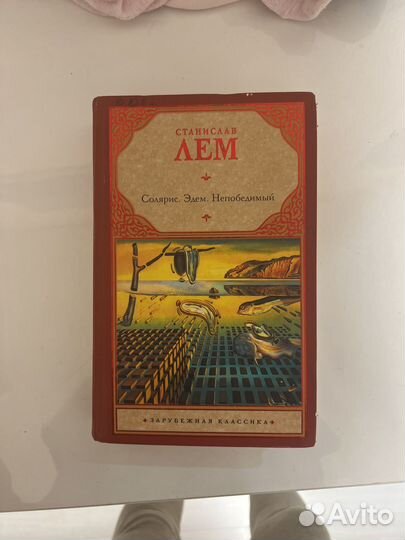 СТАНИСЛАВ
ЛЕМ
Солярис. Эдем. Непобедимый
ЗАРУБЕЖНАЯ КЛАССИКА
Avito